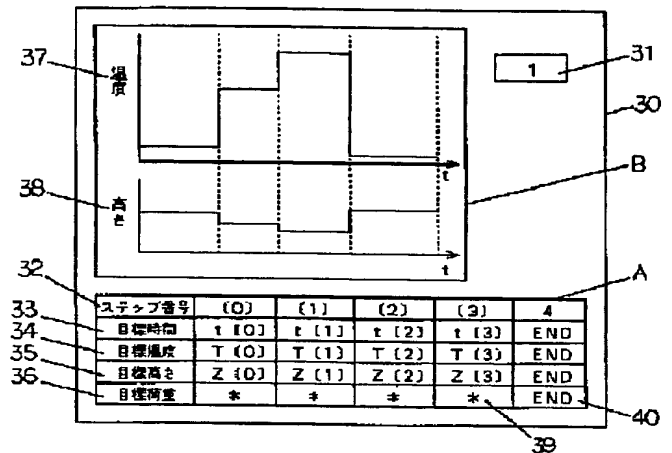 37
温度
t
38
高さ
t
1
31
30
B
A
32
33
34
35
36
ステップ番号 (0) (1) (2) (3) 4
目標時間 t(0) t(1) t(2) t(3) END
目標温度 T(0) T(1) T(2) T(3) END
目標高さ Z(0) Z(1) Z(2) Z(3) END
目標荷重 * * * * END
39
40